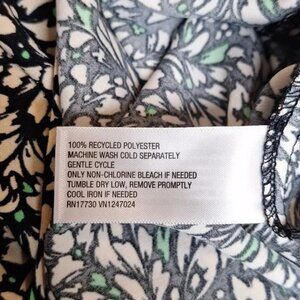 100% RECYCLED POLYESTER
MACHINE WASH COLD SEPARATELY
GENTLE CYCLE
ONLY NON-CHLORINE BLEACH IF NEEDED
TUMBLE DRY LOW, REMOVE PROMPTLY
COOL IRON IF NEEDED
RN17730 VN1247024